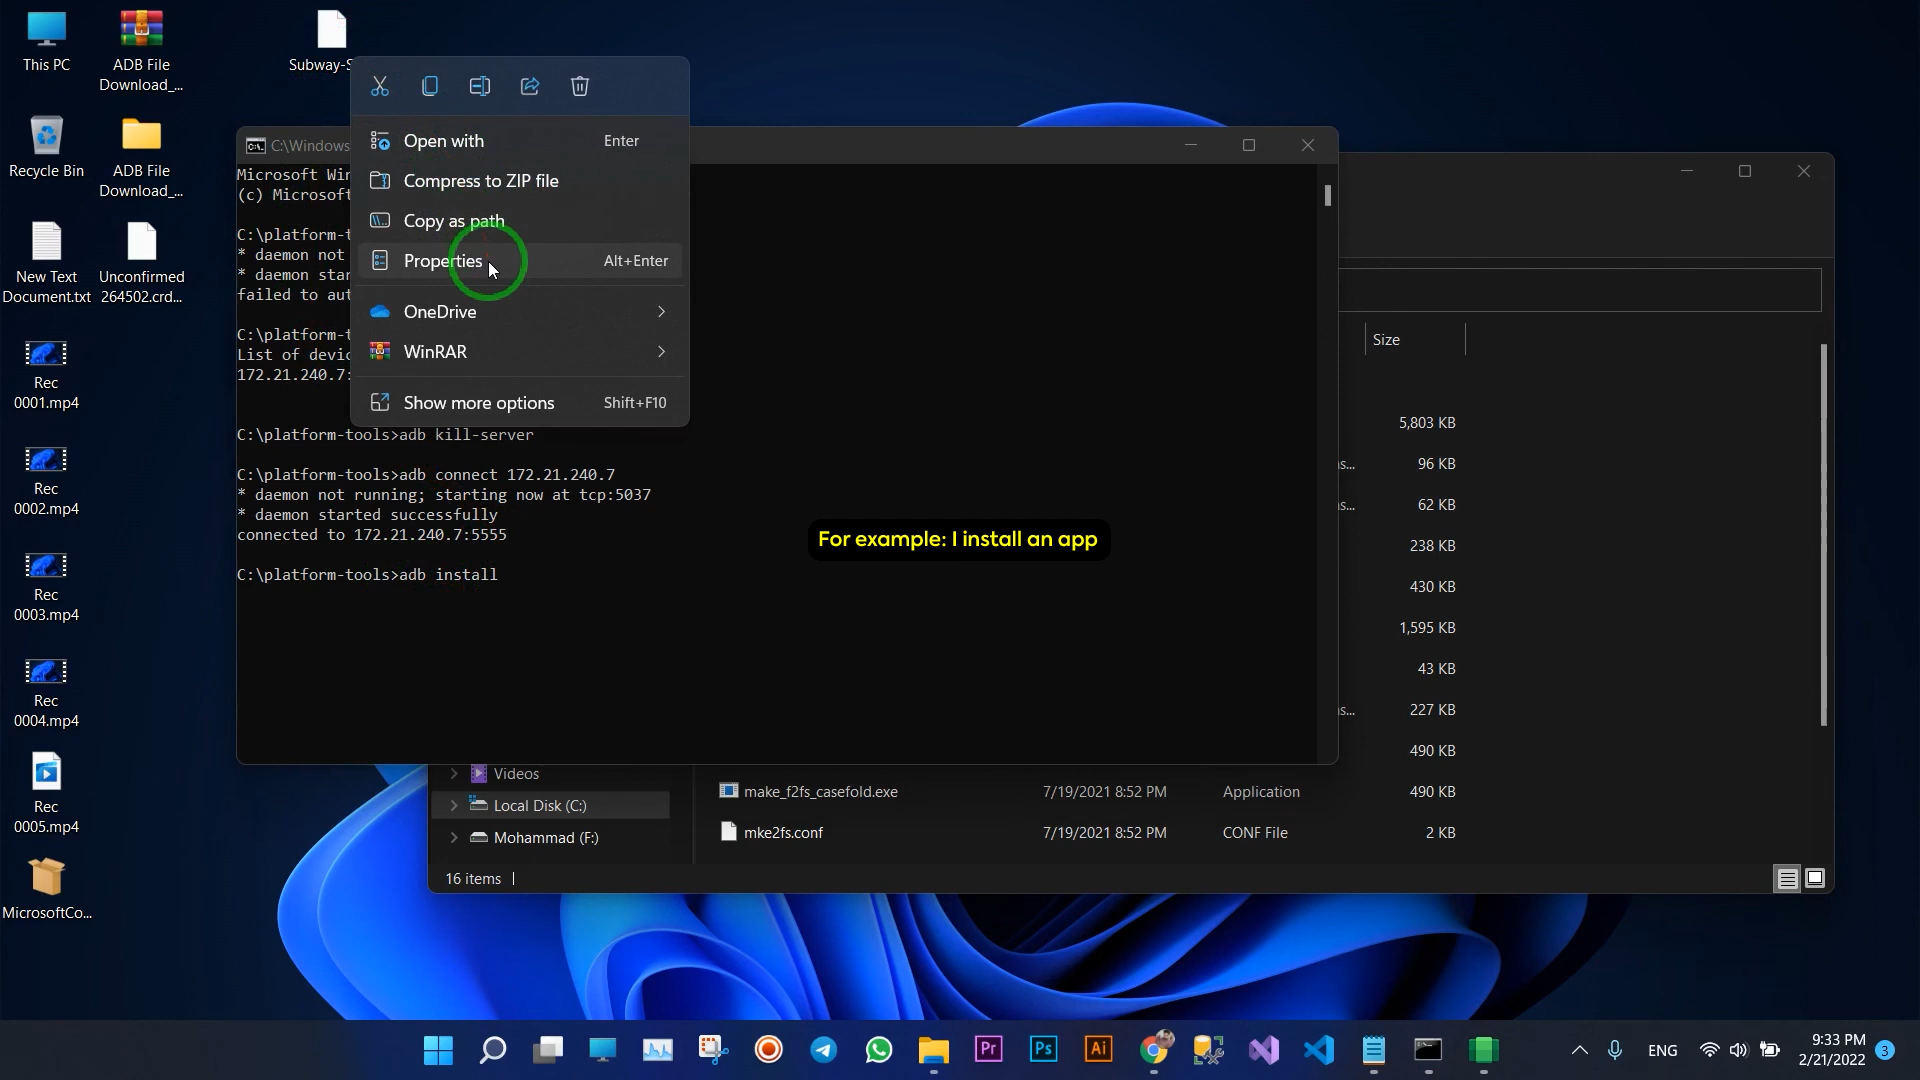 This PC
ADB File
Download_...
Subway-S
Recycle Bin
ADB File
Download_...
New Text
Document.txt
Unconfirmed
264502.crd...
Rec
0001.mp4
Rec
0002.mp4
Rec
0003.mp4
Rec
0004.mp4
Rec
0005.mp4
MicrosoftCo...
Open with Enter
Compress to ZIP file
Copy as path
Properties Alt+Enter
OneDrive
WinRAR
Show more options Shift+F10
C:\Windows
Microsoft Win
(c) Microsoft
C:\platform-t
* daemon not
* daemon star
failed to aut
C:\platform-t
List of devic
172.21.240.7:
C:\platform-tools>adb kill-server
C:\platform-tools>adb connect 172.21.240.7
* daemon not running; starting now at tcp:5037
* daemon started successfully
connected to 172.21.240.7:5555
C:\platform-tools>adb install
For example: I install an app
Size
5,803 KB
s... 96 KB
s... 62 KB
238 KB
430 KB
1,595 KB
43 KB
s... 227 KB
490 KB
Videos
Local Disk (C:)
Mohammad (F:)
make_f2fs_casefold.exe 7/19/2021 8:52 PM Application 490 KB
mke2fs.conf 7/19/2021 8:52 PM CONF File 2 KB
16 items
Pr
Ps
Ai
ENG
9:33 PM
2/21/2022
3